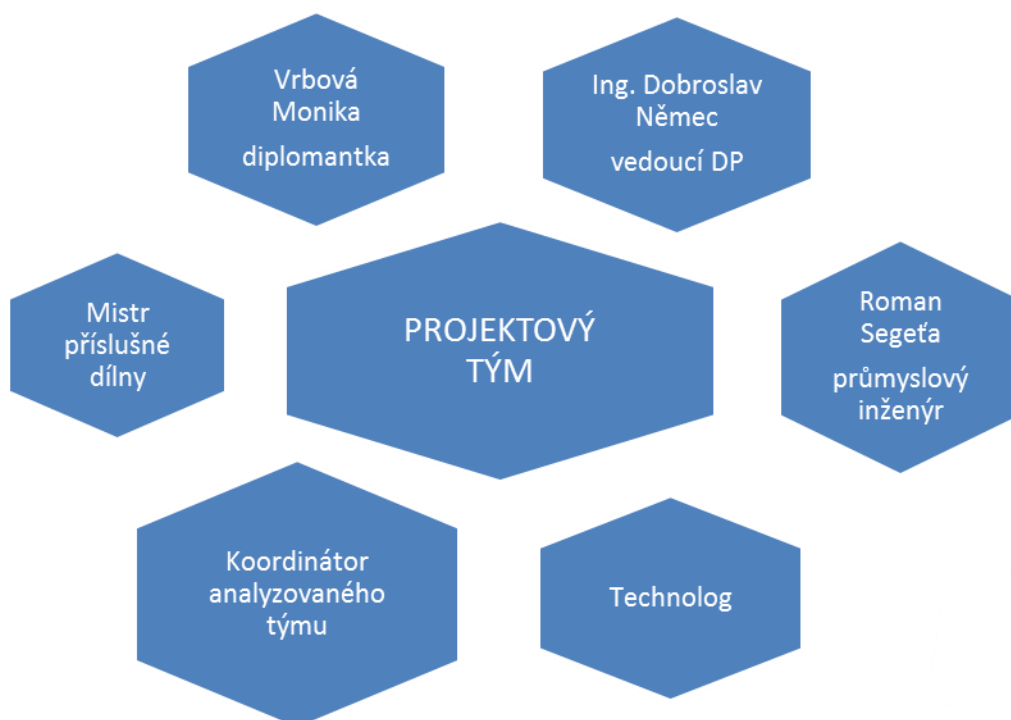 Vrbová
Monika
diplomantka
Ing. Dobroslav
Němec
vedoucí DP
Mistr
příslušné
dílny
PROJEKTOVÝ
TÝM
Roman
Segeťa
průmyslový
inženýr
Koordinátor
analyzovaného
týmu
Technolog